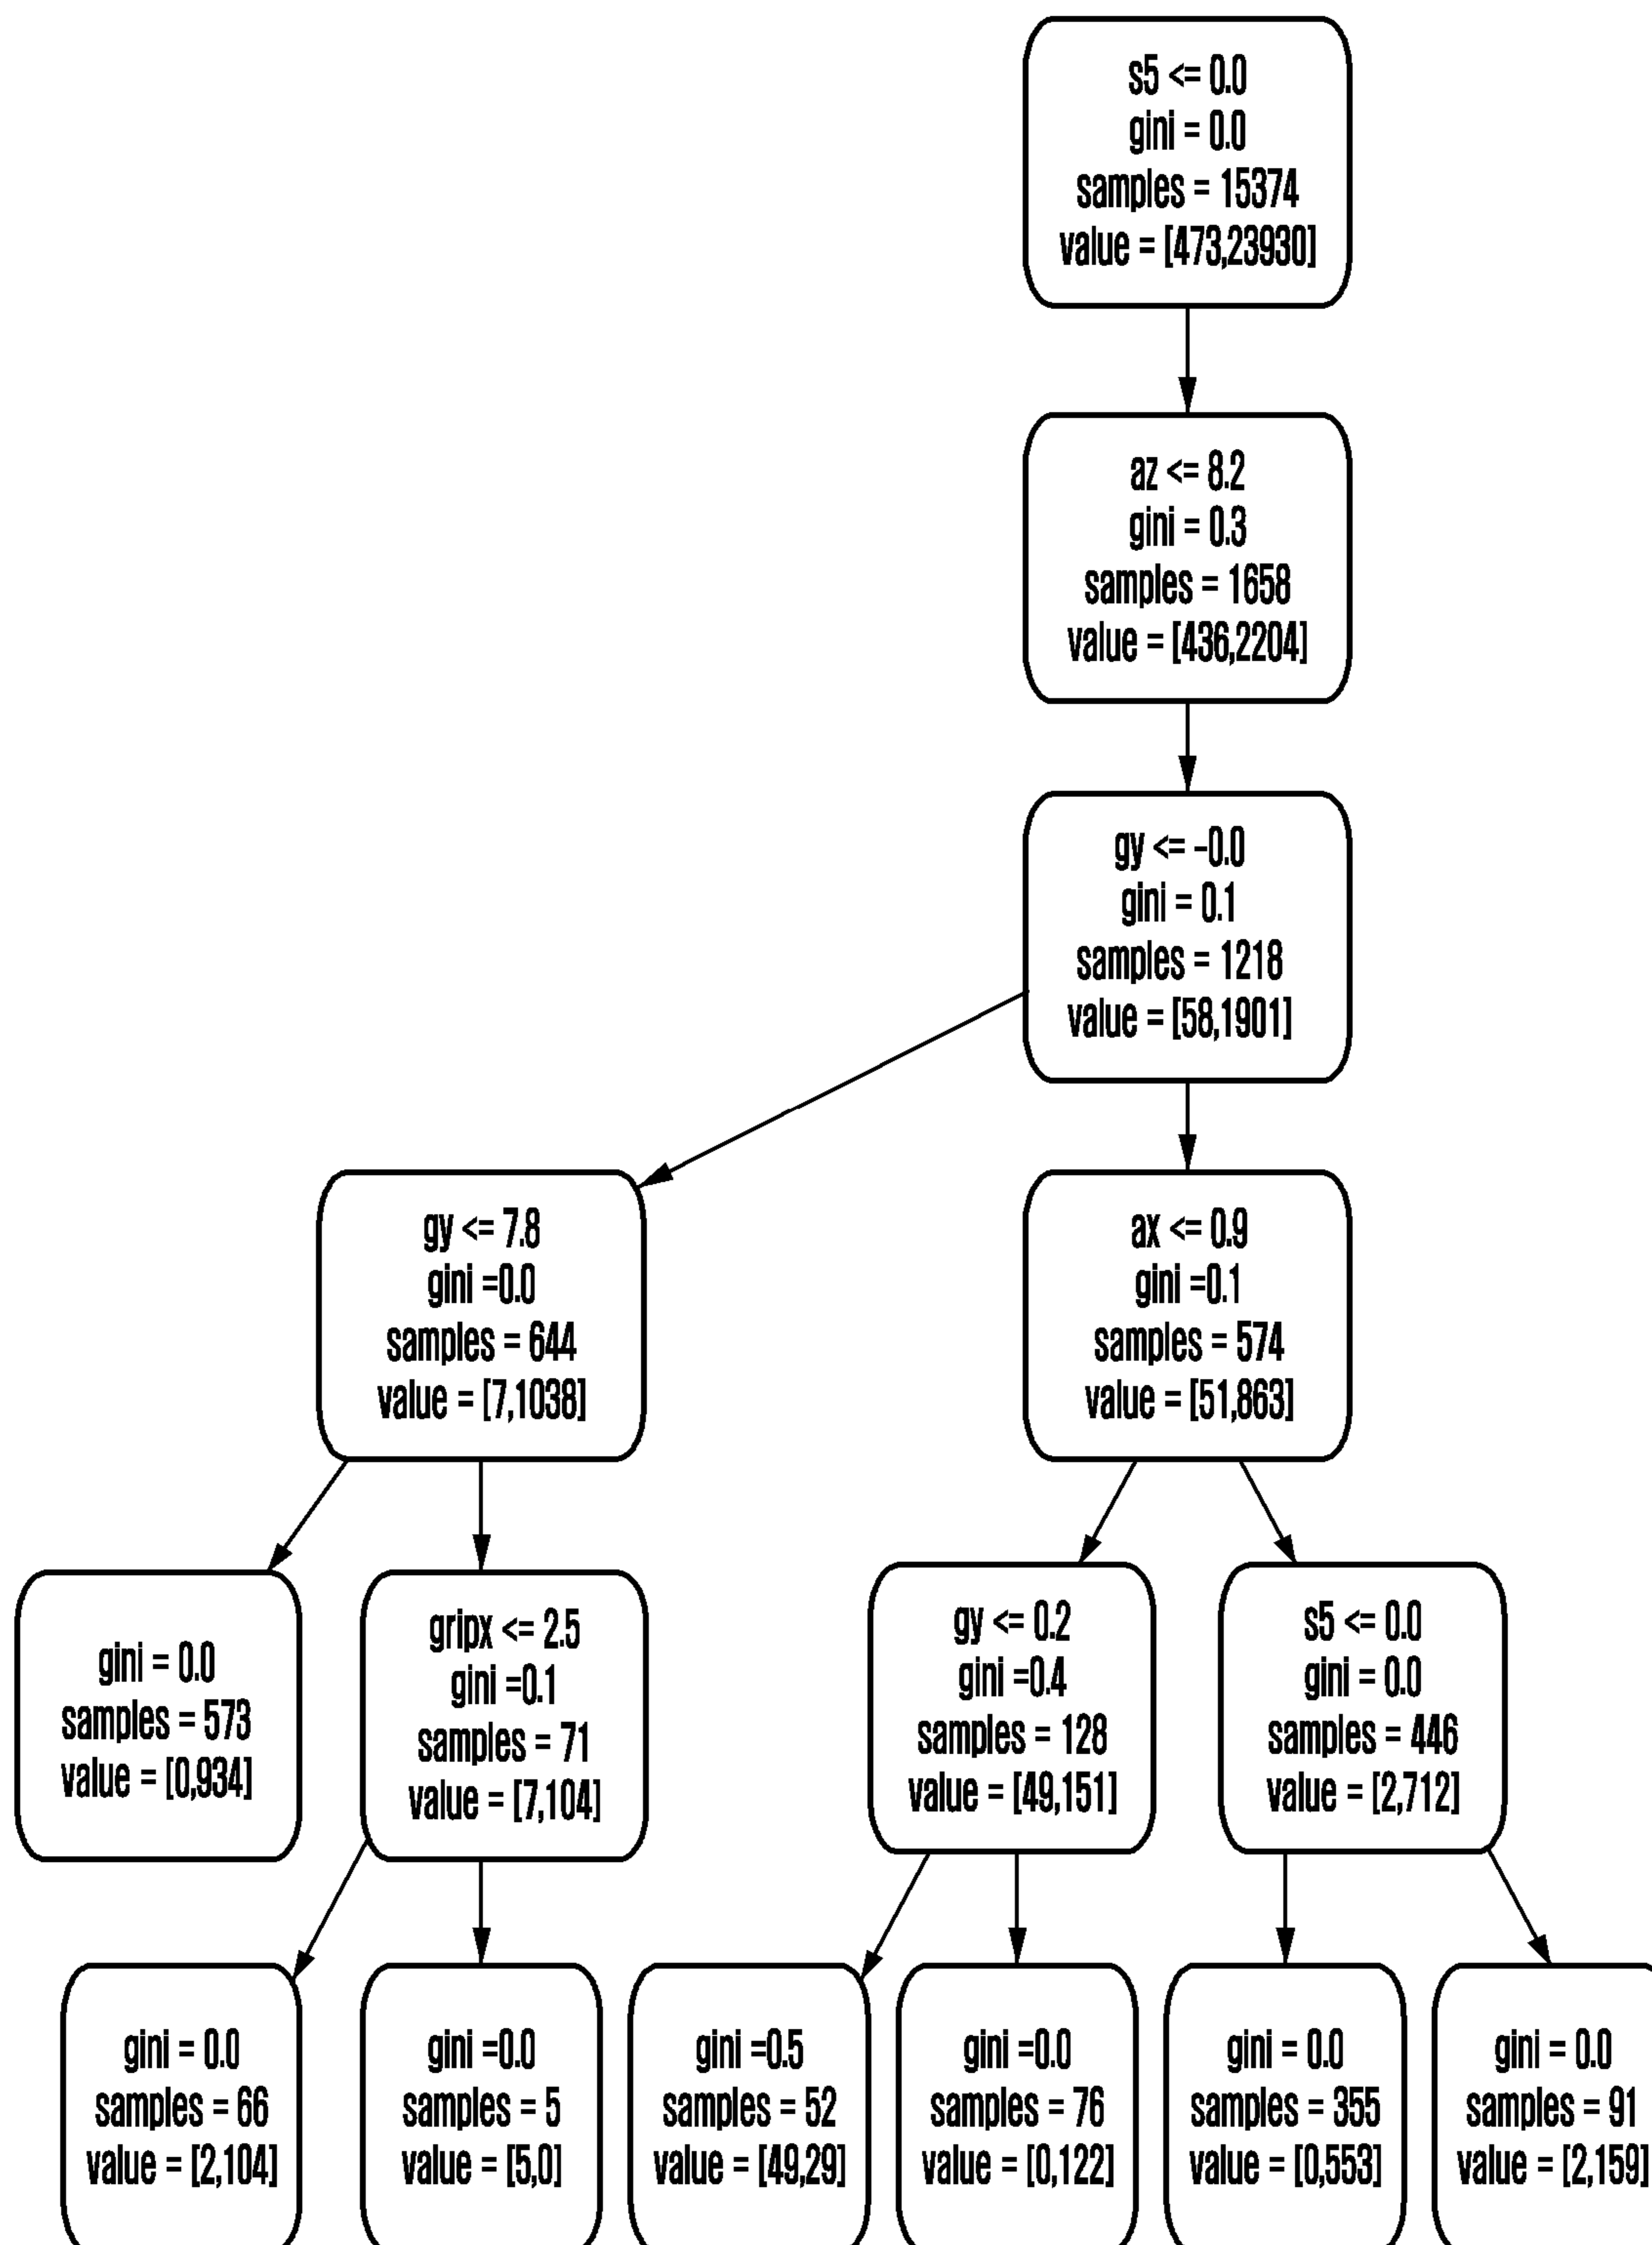 s5 <= 0.0
gini = 0.0
samples = 15374
value = [473,23930]
az <= 8.2
gini = 0.3
samples = 1658
value = [436,2204]
gy <= -0.0
gini = 0.1
samples = 1218
value = [58,1901]
gy <= 7.8
gini =0.0
samples = 644
value = [7,1038]
ax <= 0.9
gini =0.1
samples = 574
value = [51,863]
gini = 0.0
samples = 573
value = [0,934]
gripx <= 2.5
gini =0.1
samples = 71
value = [7,104]
gy <= 0.2
gini =0.4
samples = 128
value = [49,151]
s5 <= 0.0
gini = 0.0
samples = 446
value = [2,712]
gini = 0.0
samples = 66
value = [2,104]
gini =0.0
samples = 5
value = [5,0]
gini =0.5
samples = 52
value = [49,29]
gini =0.0
samples = 76
value = [0,122]
gini = 0.0
samples = 355
value = [0,553]
gini = 0.0
samples = 91
value = [2,159]